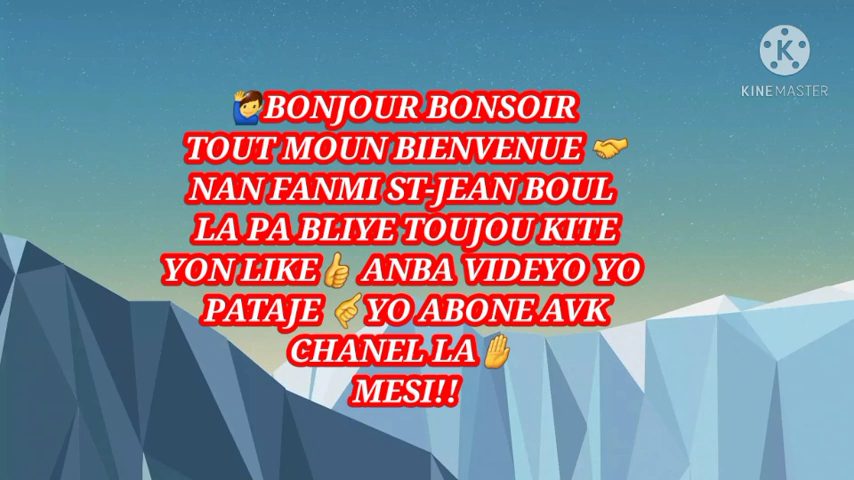 KINEMASTER
🙋‍♂️BONJOUR BONSOIR
TOUT MOUN BIENVENUE 🤝
NAN FANMI ST-JEAN BOUL
LA PA BLIYE TOUJOU KITE
YON LIKE👍 ANBA VIDEYO YO
PATAJE 🤙YO ABONE AVK
CHANEL LA✋
MESI!!